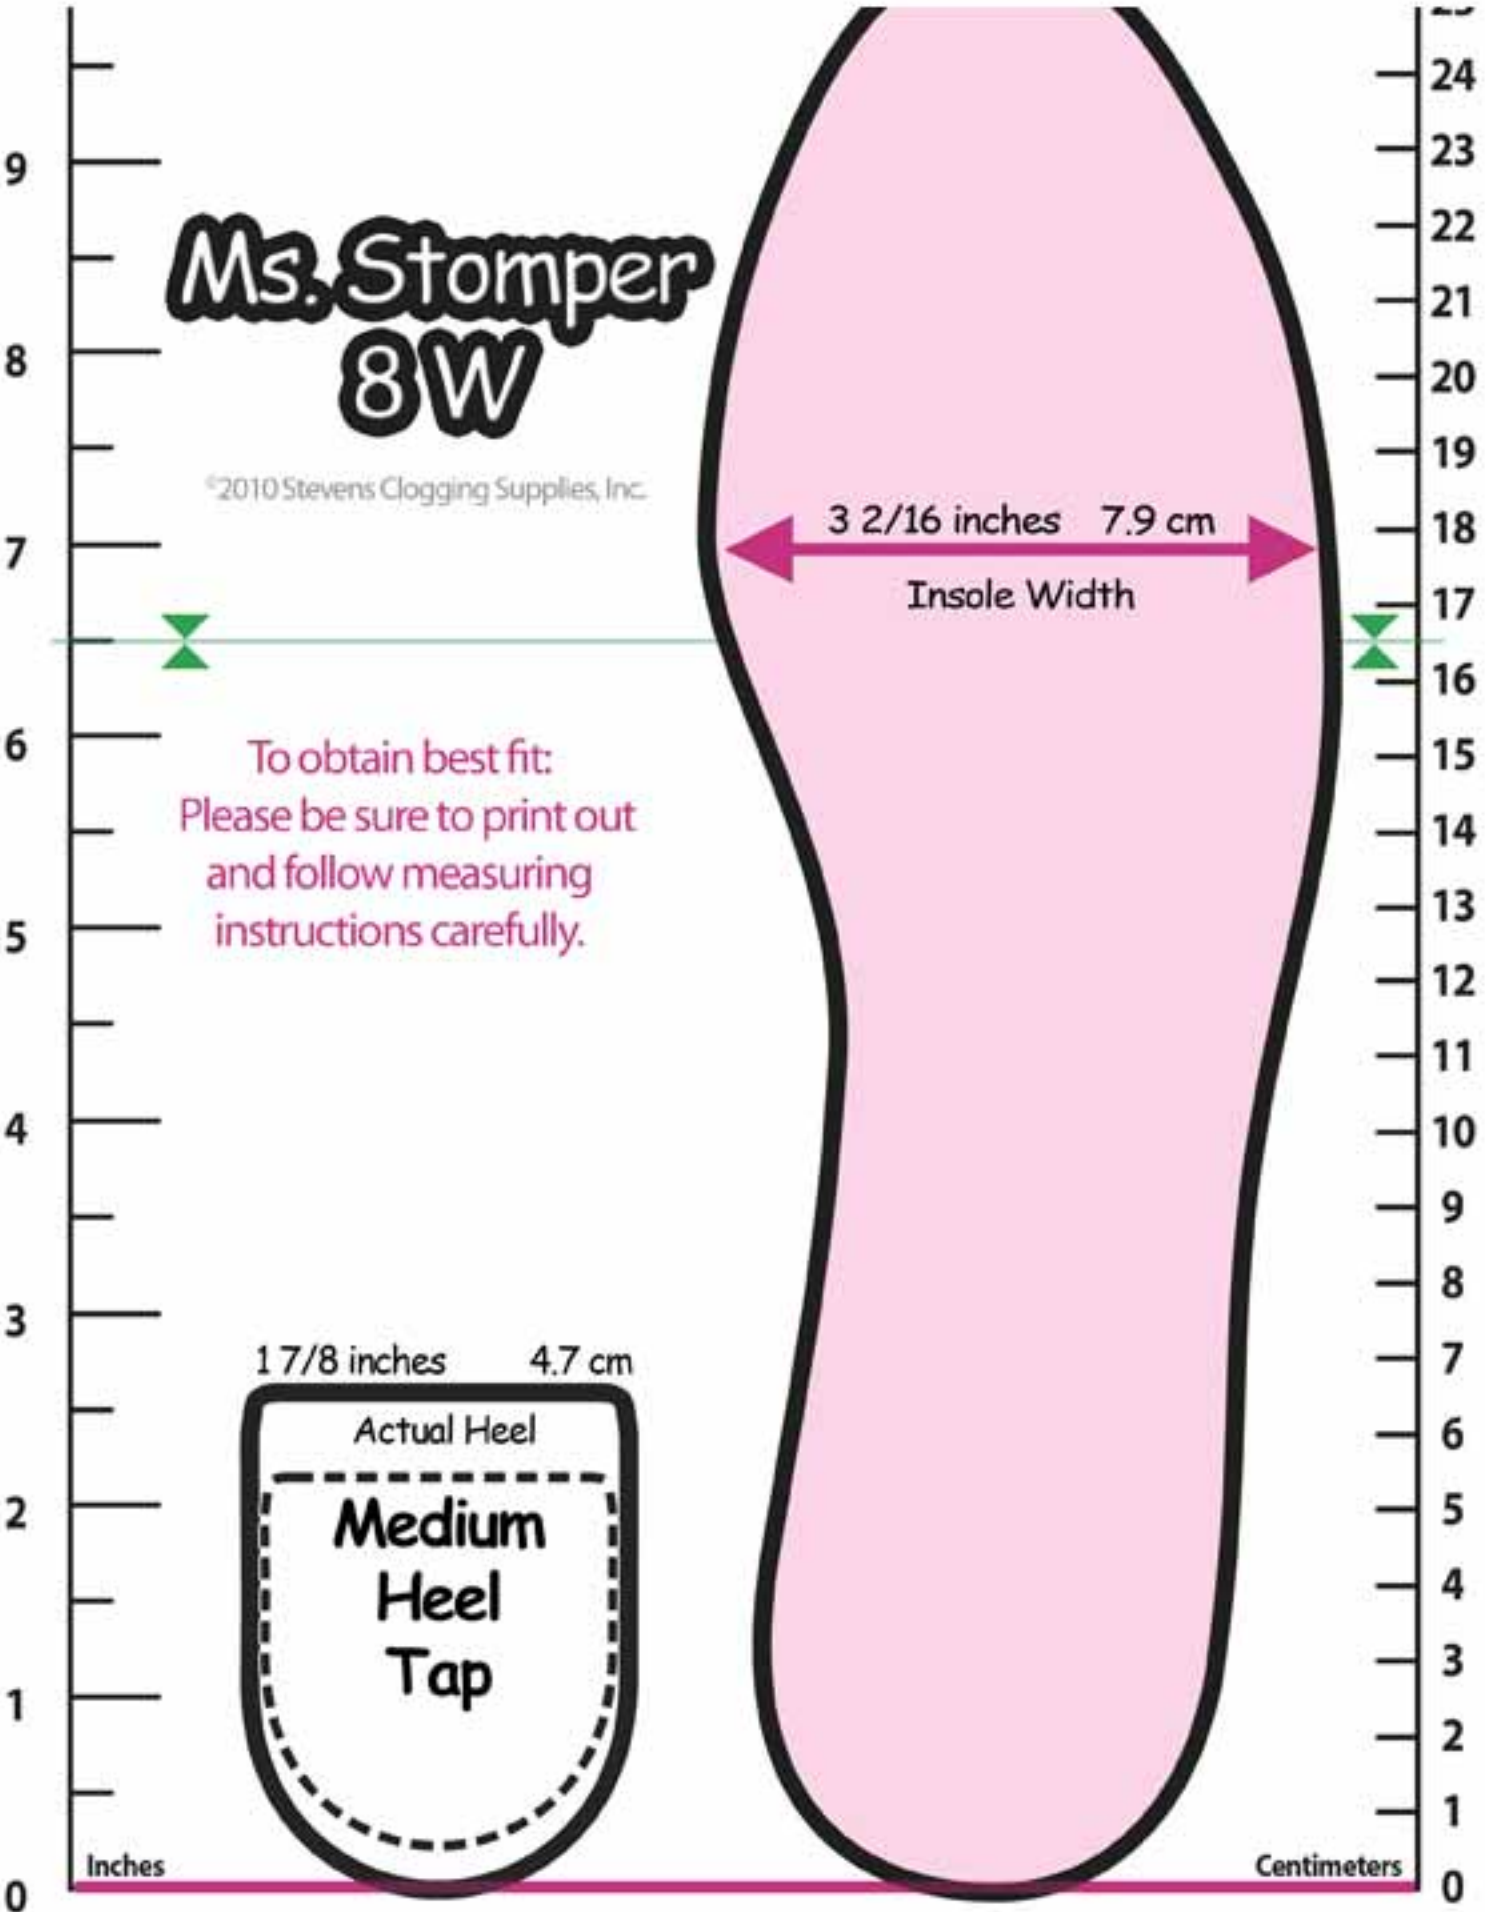 25
24
9
23
22
Ms. Stomper
21
8
20
8 W
19
©2010 Stevens Clogging Supplies, Inc.
3 2/16 inches 7.9 cm
18
7
Insole Width
17
16
6
To obtain best fit:
15
Please be sure to print out
14
and follow measuring
13
5
instructions carefully.
12
11
4
10
9
8
3
1 7/8 inches 4.7 cm
7
Actual Heel
6
2
Medium
5
Heel
4
Tap
3
1
2
1
Inches
Centimeters
0
0